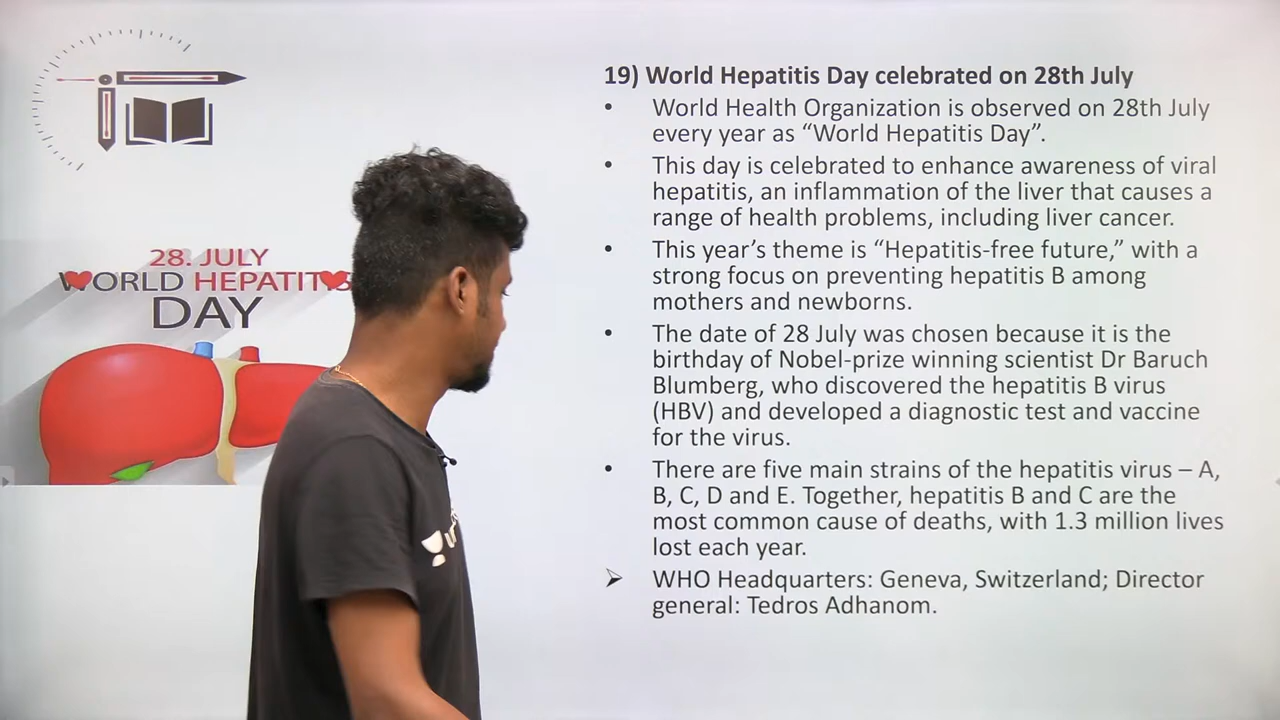 28. JULY
WORLD HEPATITIS
DAY
19) World Hepatitis Day celebrated on 28th July
• World Health Organization is observed on 28th July
every year as “World Hepatitis Day”.
• This day is celebrated to enhance awareness of viral
hepatitis, an inflammation of the liver that causes a
range of health problems, including liver cancer.
• This year’s theme is “Hepatitis-free future,” with a
strong focus on preventing hepatitis B among
mothers and newborns.
• The date of 28 July was chosen because it is the
birthday of Nobel-prize winning scientist Dr Baruch
Blumberg, who discovered the hepatitis B virus
(HBV) and developed a diagnostic test and vaccine
for the virus.
• There are five main strains of the hepatitis virus – A,
B, C, D and E. Together, hepatitis B and C are the
most common cause of deaths, with 1.3 million lives
lost each year.
➢ WHO Headquarters: Geneva, Switzerland; Director
general: Tedros Adhanom.